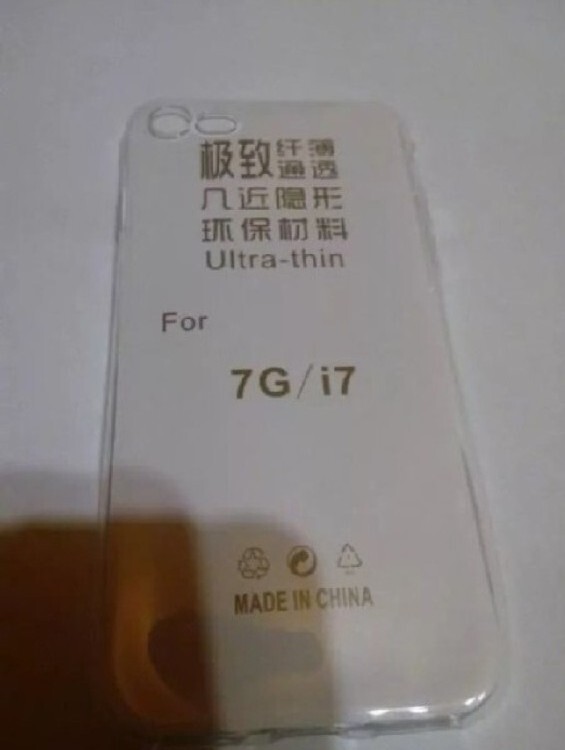 极致纤薄通透
几近隐形
环保材料
Ultra-thin
For
7G/i7
MADE IN CHINA